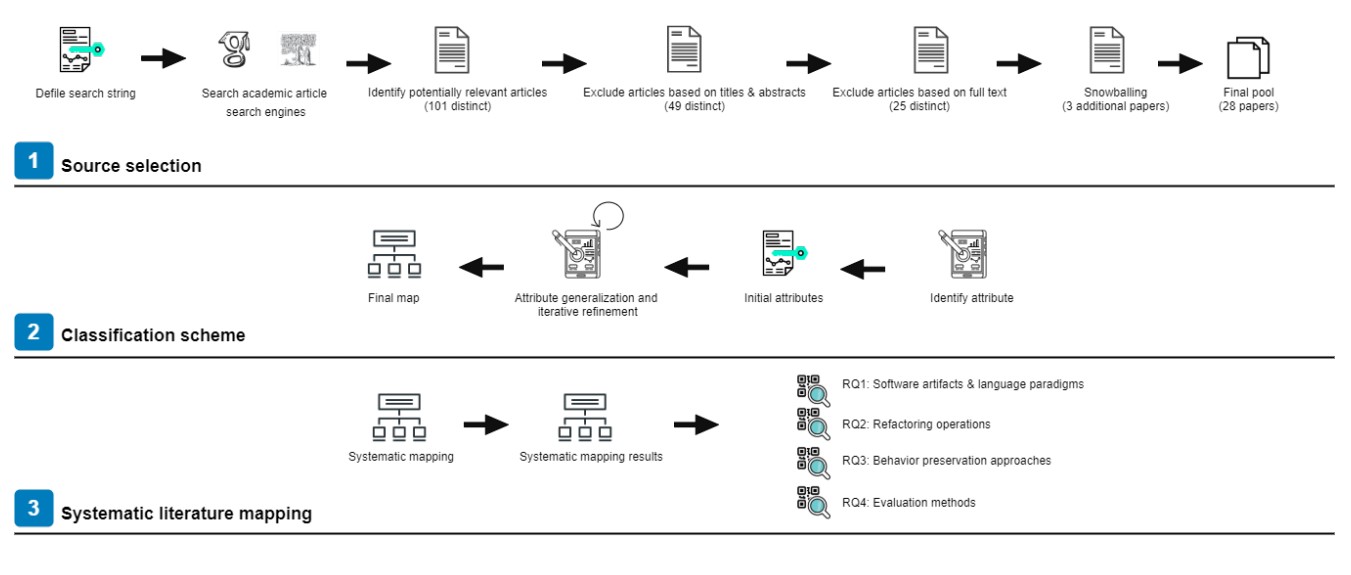 Defile search string
Search academic article
search engines
Identify potentially relevant articles
(101 distinct)
Exclude articles based on titles & abstracts
(49 distinct)
Exclude articles based on full text
(25 distinct)
Snowballing
(3 additional papers)
Final pool
(28 papers)
1
Source selection
Final map
Attribute generalization and
iterative refinement
Initial attributes
Identify attribute
2
Classification scheme
Systematic mapping
Systematic mapping results
RQ1: Software artifacts & language paradigms
RQ2: Refactoring operations
RQ3: Behavior preservation approaches
RQ4: Evaluation methods
3
Systematic literature mapping